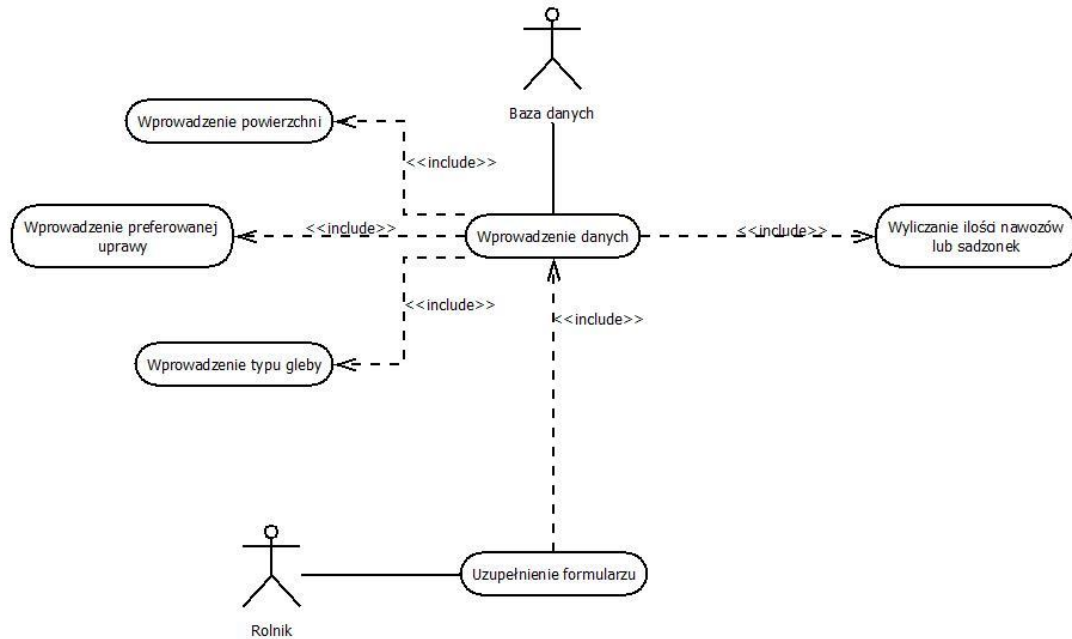 Baza danych
Wprowadzenie powierzchni
<<include>>
Wprowadzenie preferowanej
uprawy
<<include>>
Wprowadzenie danych
<<include>>
Wyliczanie ilości nawozów
lub sadzonek
<<include>>
<<include>>
Wprowadzenie typu gleby
Uzupełnienie formularzu
Rolnik